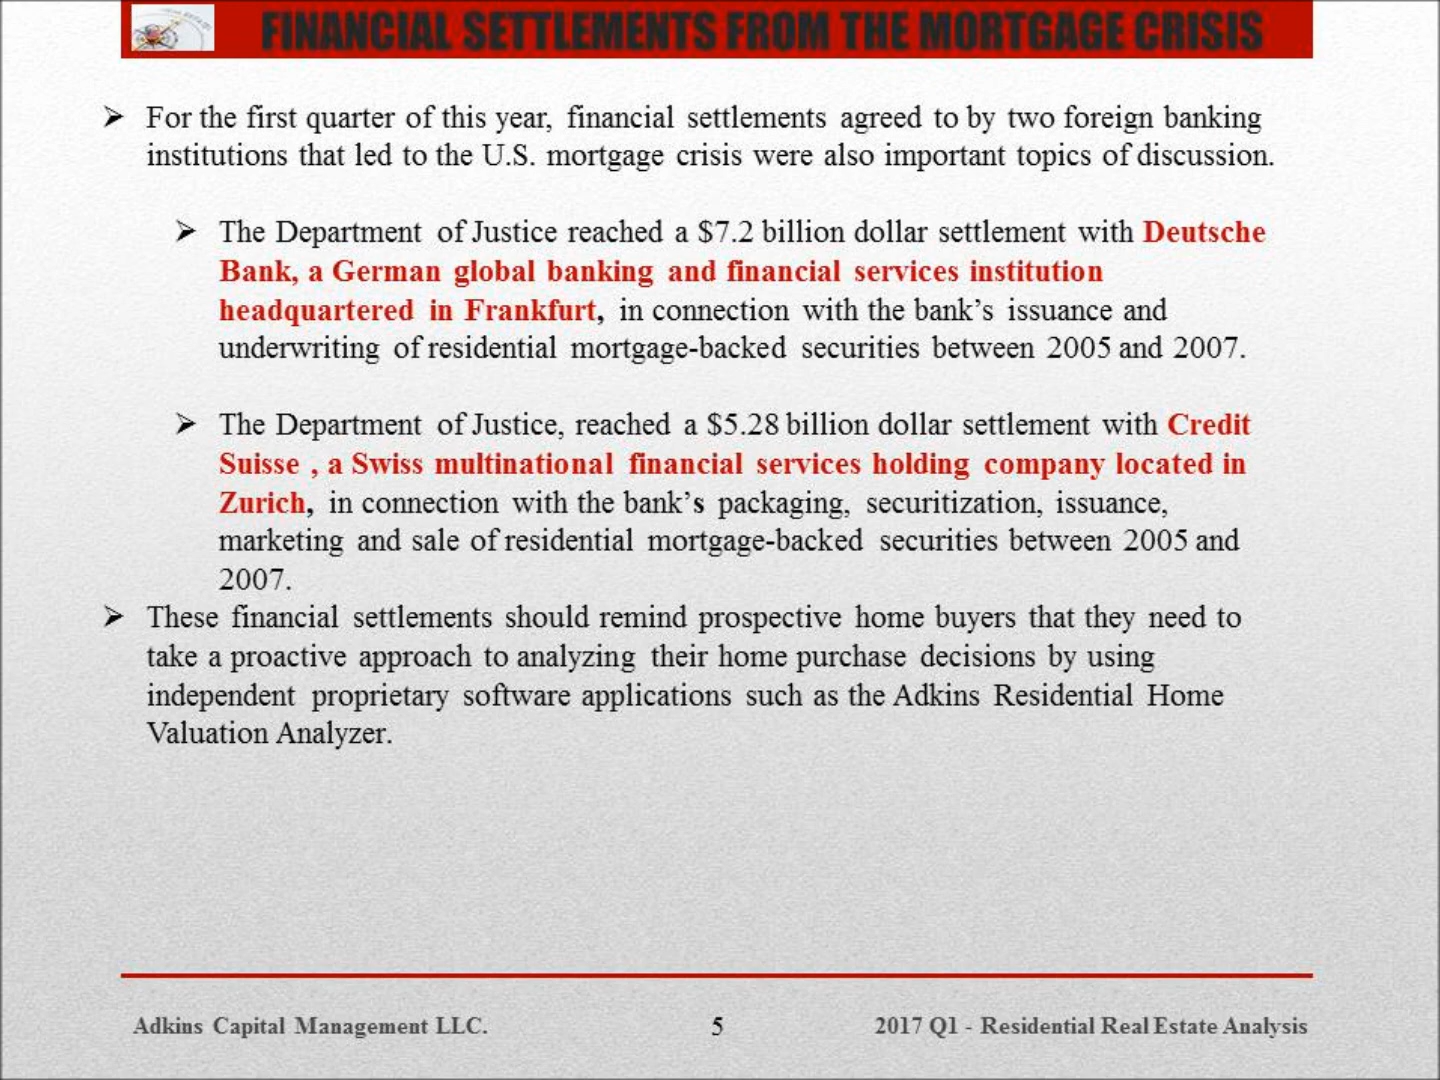 FINANCIAL SETTLEMENTS FROM THE MORTGAGE CRISIS
➢ For the first quarter of this year, financial settlements agreed to by two foreign banking
institutions that led to the U.S. mortgage crisis were also important topics of discussion.
➢ The Department of Justice reached a $7.2 billion dollar settlement with Deutsche
Bank, a German global banking and financial services institution
headquartered in Frankfurt, in connection with the bank’s issuance and
underwriting of residential mortgage-backed securities between 2005 and 2007.
➢ The Department of Justice, reached a $5.28 billion dollar settlement with Credit
Suisse , a Swiss multinational financial services holding company located in
Zurich, in connection with the bank’s packaging, securitization, issuance,
marketing and sale of residential mortgage-backed securities between 2005 and
2007.
➢ These financial settlements should remind prospective home buyers that they need to
take a proactive approach to analyzing their home purchase decisions by using
independent proprietary software applications such as the Adkins Residential Home
Valuation Analyzer.
Adkins Capital Management LLC. 5 2017 Q1 - Residential Real Estate Analysis